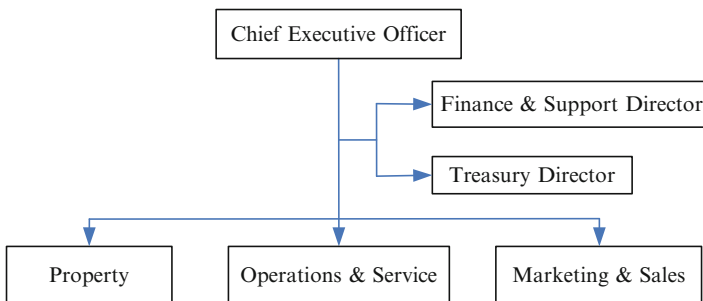 Chief Executive Officer
Finance & Support Director
Treasury Director
Property
Operations & Service
Marketing & Sales